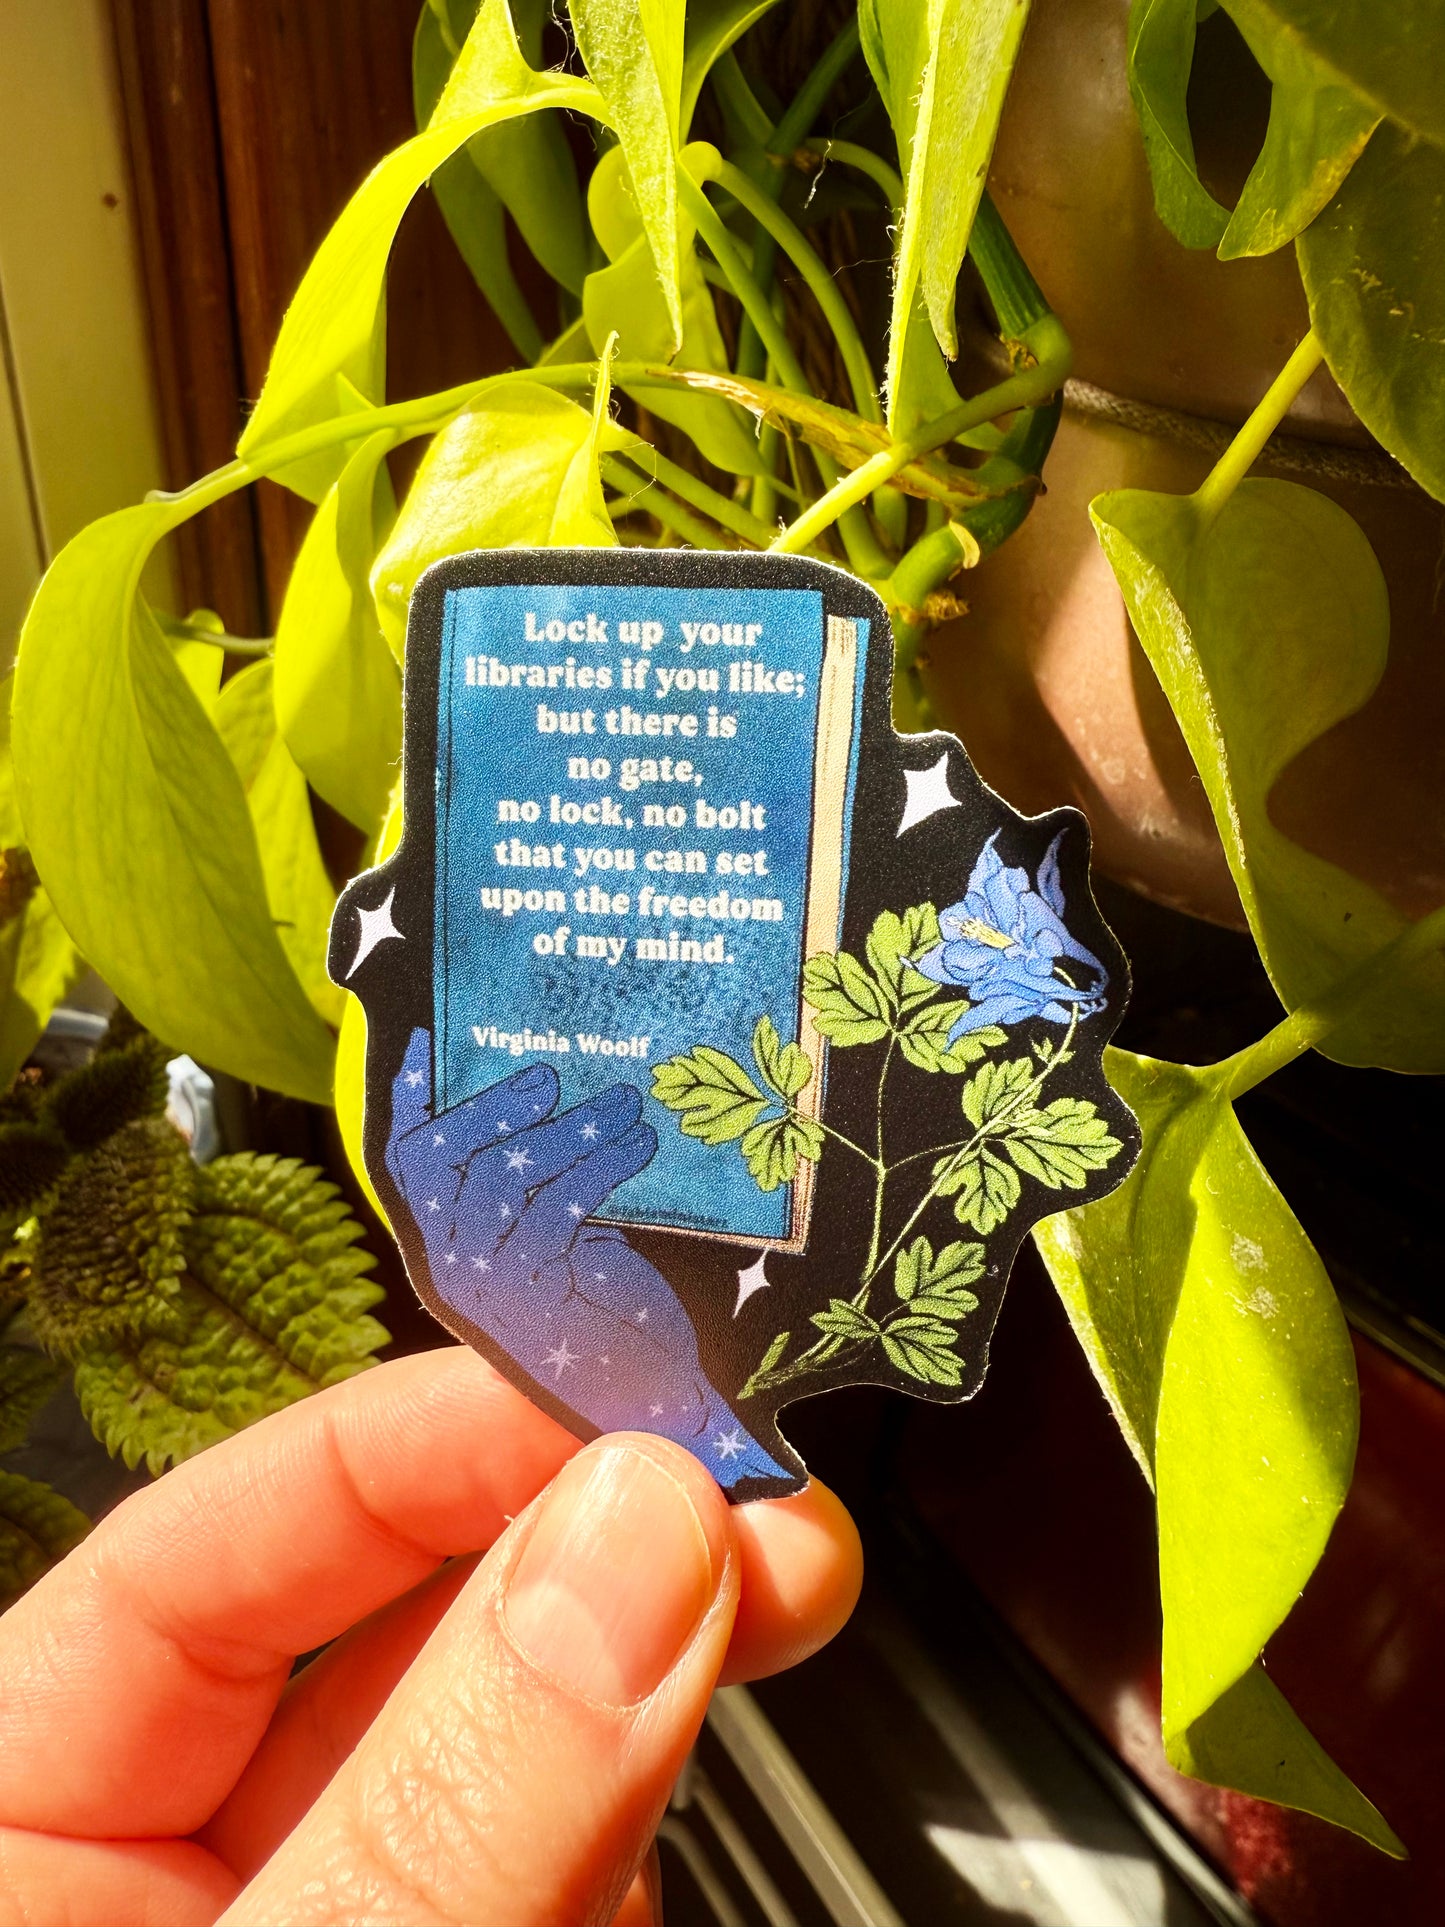 Lock up your
libraries if you like;
but there is
no gate,
no lock, no bolt
that you can set
upon the freedom
of my mind.
Virginia Woolf